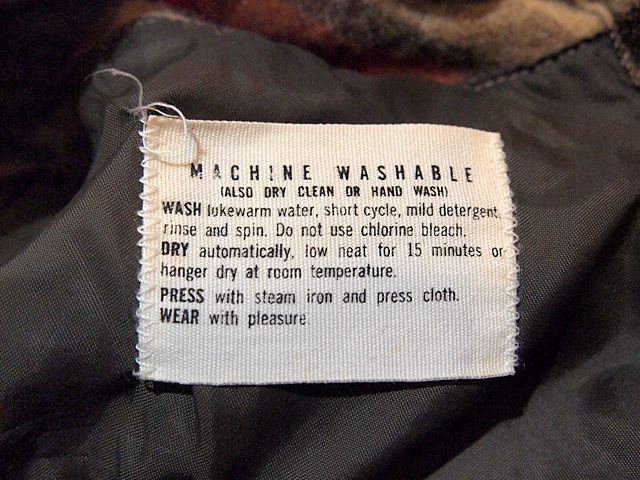 MACHINE WASHABLE
(ALSO DRY CLEAN OR HAND WASH)
WASH lukewarm water, short cycle, mild detergent,
rinse and spin. Do not use chlorine bleach.
DRY automatically, low heat for 15 minutes or
hanger dry at room temperature.
PRESS with steam iron and press cloth.
WEAR with pleasure.